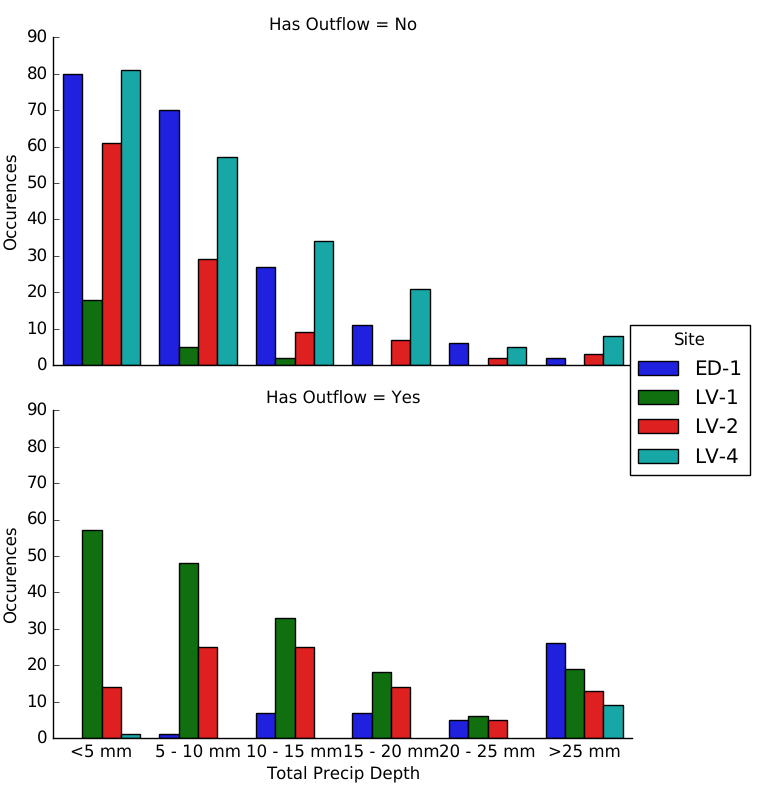 Has Outflow = No
90
80
70
60
50
40
30
20
10
0
Occurences
Site
ED-1
LV-1
LV-2
LV-4
Has Outflow = Yes
90
80
70
60
50
40
30
20
10
0
Occurences
<5 mm 5 - 10 mm 10 - 15 mm 15 - 20 mm 20 - 25 mm >25 mm
Total Precip Depth